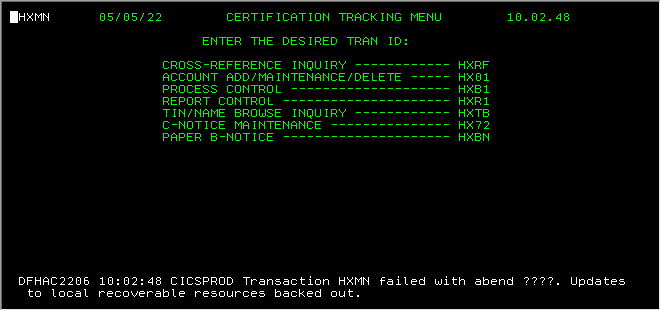 HXMN 05/05/22 CERTIFICATION TRACKING MENU 10.02.48
ENTER THE DESIRED TRAN ID:
CROSS-REFERENCE INQUIRY ------------ HXRF
ACCOUNT ADD/MAINTENANCE/DELETE ----- HX01
PROCESS CONTROL -------------------- HXB1
REPORT CONTROL --------------------- HXR1
TIN/NAME BROWSE INQUIRY ------------ HXTB
C-NOTICE MAINTENANCE --------------- HX72
PAPER B-NOTICE --------------------- HXBN
DFHAC2206 10:02:48 CICSPROD Transaction HXMN failed with abend ????. Updates
to local recoverable resources backed out.